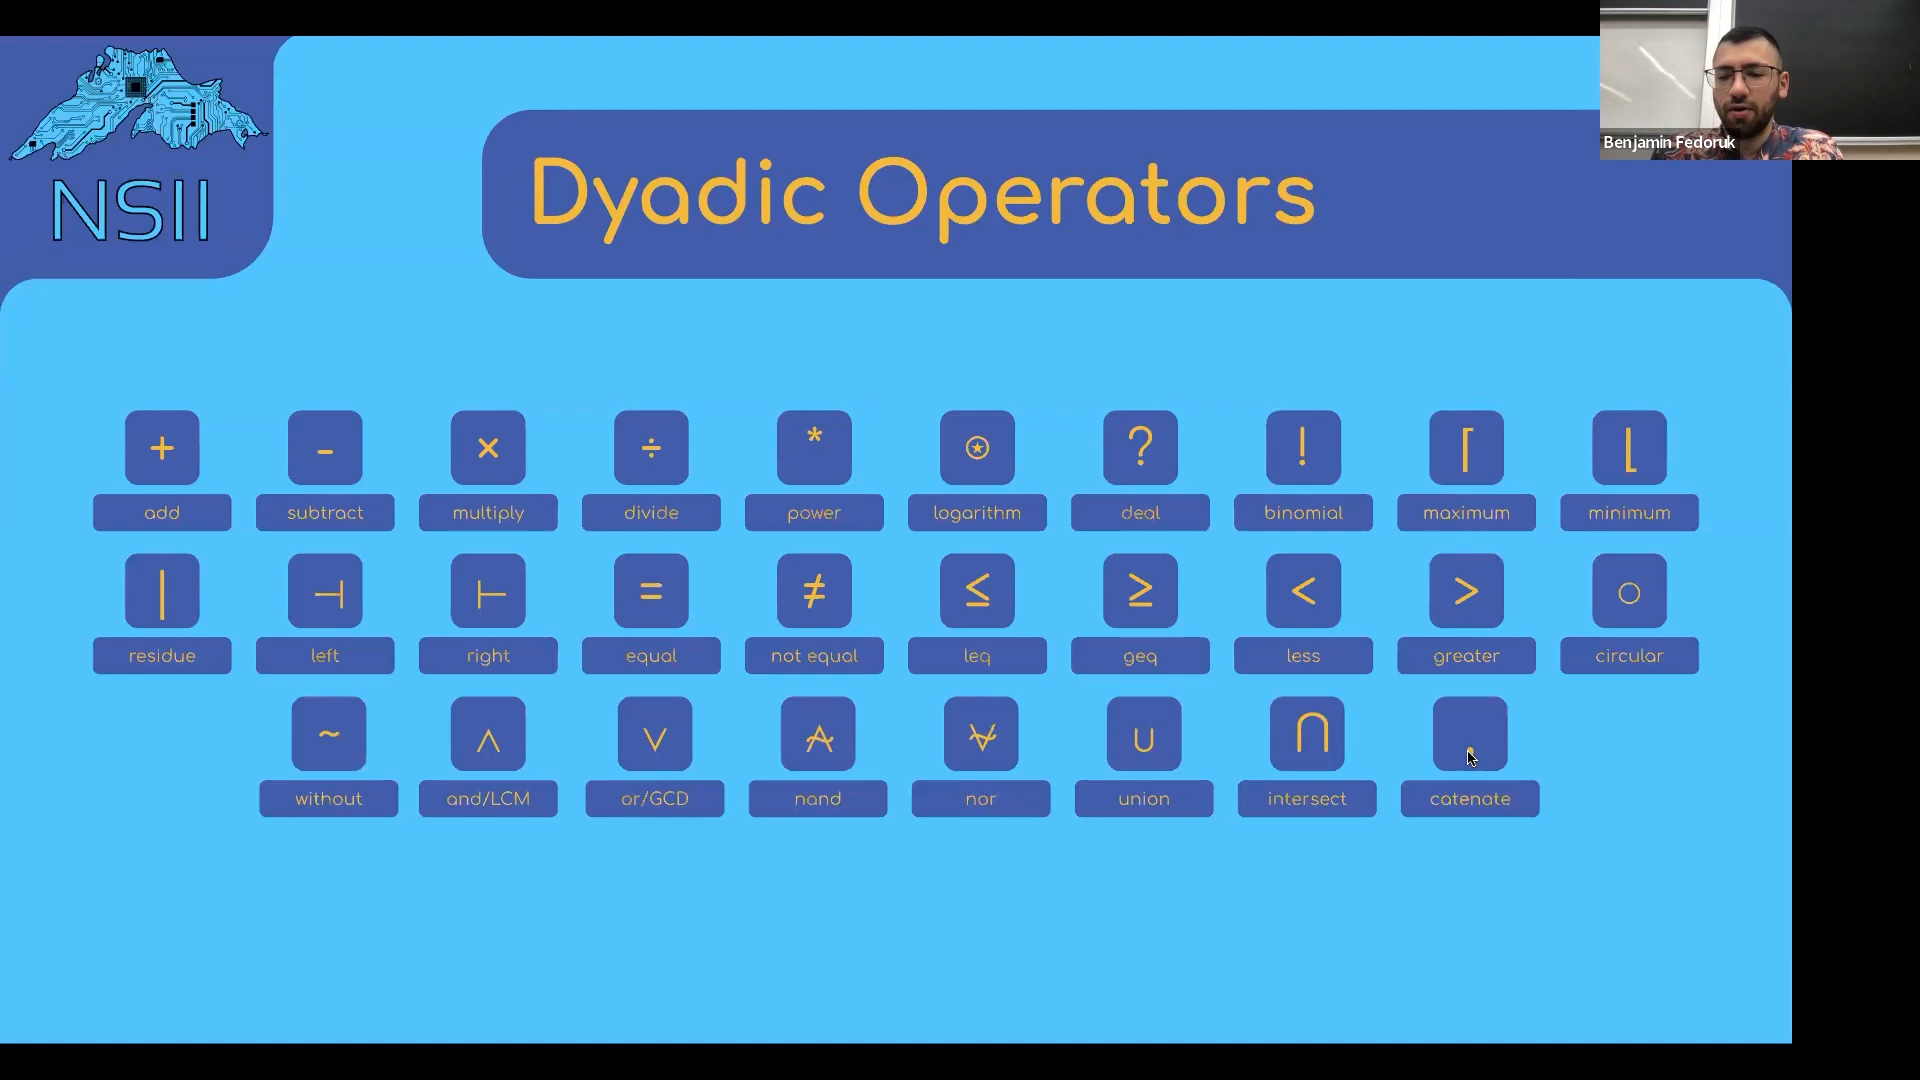 NSII
Dyadic Operators
Benjamin Fedoruk
+ - × ÷ * ⍟ ? ! ⌈ ⌊
add subtract multiply divide power logarithm deal binomial maximum minimum
| ⊣ ⊢ = ≠ ≤ ≥ < > ○
residue left right equal not equal leq geq less greater circular
~ ∧ ∨ ⍲ ⍱ ∪ ∩
without and/LCM or/GCD nand nor union intersect catenate